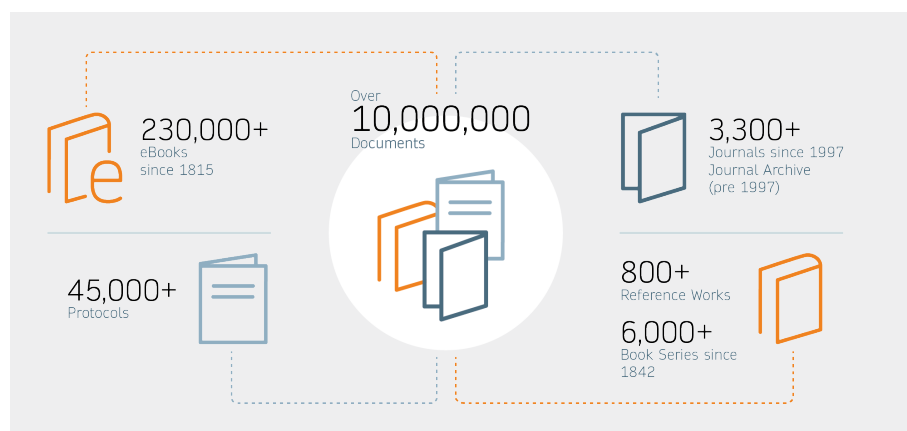 Over
10,000,000
Documents
230,000+
eBooks
since 1815
3,300+
Journals since 1997
Journal Archive
(pre 1997)
45,000+
Protocols
800+
Reference Works
6,000+
Book Series since
1842